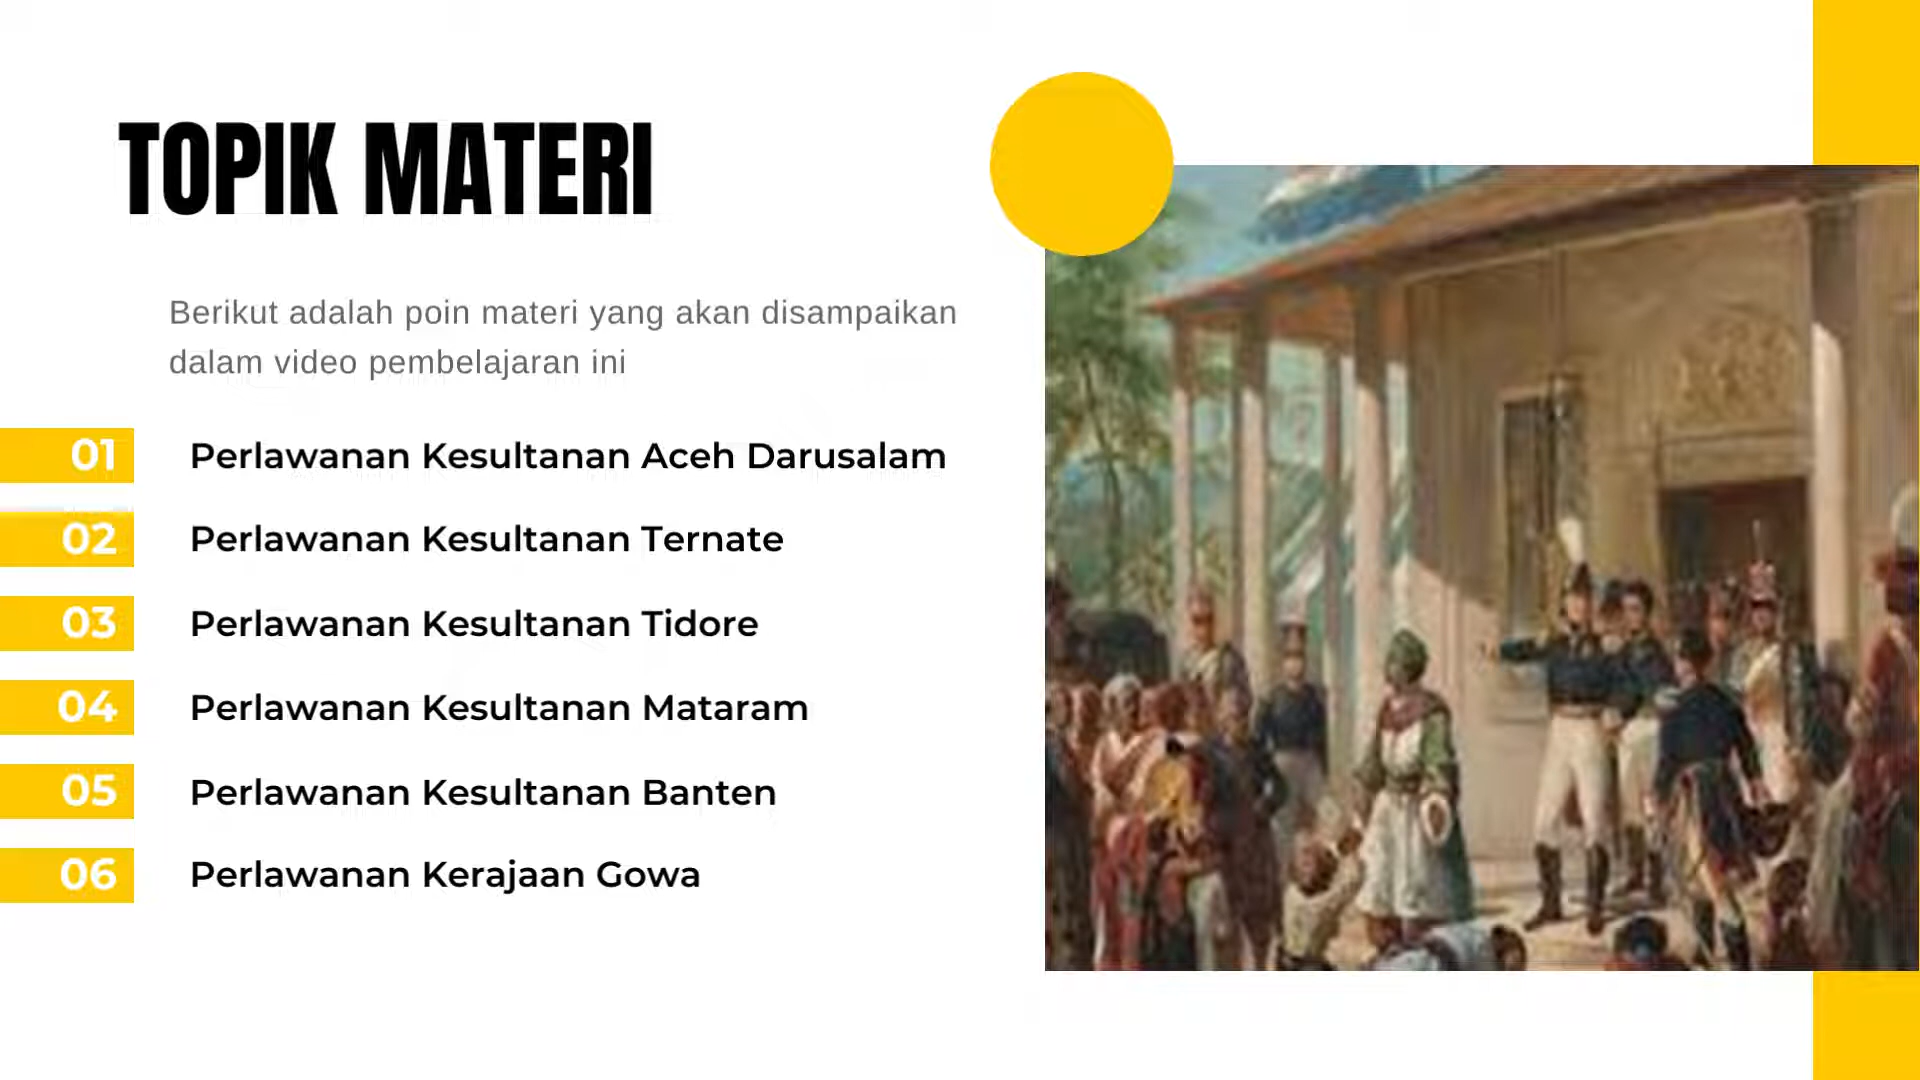 TOPIK MATERI
Berikut adalah poin materi yang akan disampaikan
dalam video pembelajaran ini
01 Perlawanan Kesultanan Aceh Darusalam
02 Perlawanan Kesultanan Ternate
03 Perlawanan Kesultanan Tidore
04 Perlawanan Kesultanan Mataram
05 Perlawanan Kesultanan Banten
06 Perlawanan Kerajaan Gowa